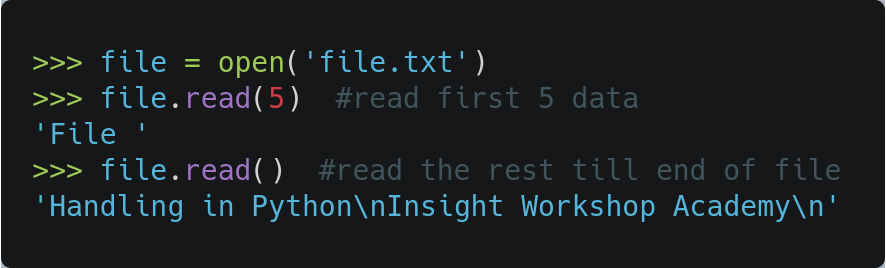 >>> file = open('file.txt')
>>> file.read(5)  #read first 5 data
'File '
>>> file.read()  #read the rest till end of file
'Handling in Python\nInsight Workshop Academy\n'